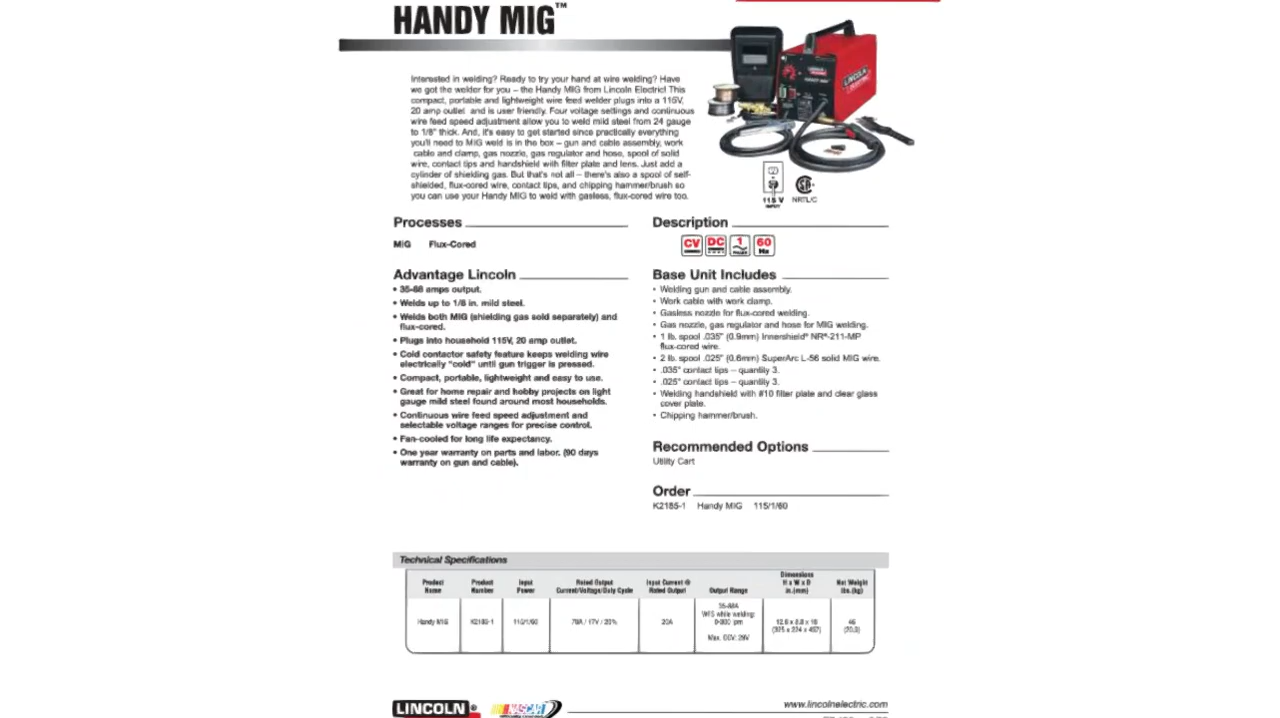 HANDY MIG™
Interested in welding? Ready to try your hand at wire welding? Have
we got the welder for you – the Handy MIG from Lincoln Electric! This
compact, portable and lightweight wire feed welder plugs into a 115V,
20 amp outlet and is user friendly. Four voltage settings and continuous
wire feed speed adjustment allow you to weld mild steel from 24 gauge
to 1/8" thick. And, it's easy to get started since practically everything
you'll need to MIG weld is in the box – gun and cable assembly, work
cable and clamp, gas nozzle, gas regulator and hose, spool of solid
wire, contact tips and handshield with filter plate and lens. Just add a
cylinder of shielding gas. But that's not all – there's also a spool of self-
shielded, flux-cored wire, contact tips, and chipping hammer/brush so
you can use your Handy MIG to weld with gasless, flux-cored wire too.
LINCOLN
115 V
INPUT
NRTL/C
Processes
MIG Flux-Cored
Advantage Lincoln
• 35-88 amps output.
• Welds up to 1/8 in. mild steel.
• Welds both MIG (shielding gas sold separately) and
flux-cored.
• Plugs into household 115V, 20 amp outlet.
• Cold contactor safety feature keeps welding wire
electrically "cold" until gun trigger is pressed.
• Compact, portable, lightweight and easy to use.
• Great for home repair and hobby projects on light
gauge mild steel found around most households.
• Continuous wire feed speed adjustment and
selectable voltage ranges for precise control.
• Fan-cooled for long life expectancy.
• One year warranty on parts and labor. (90 days
warranty on gun and cable).
Description
CV DC 1 60
Hz
Base Unit Includes
• Welding gun and cable assembly.
• Work cable with work clamp.
• Gasless nozzle for flux-cored welding.
• Gas nozzle, gas regulator and hose for MIG welding.
• 1 lb. spool .035" (0.9mm) Innershield® NR®-211-MP
flux-cored wire.
• 2 lb. spool .025" (0.6mm) SuperArc L-56 solid MIG wire.
• .035" contact tips – quantity 3.
• .025" contact tips – quantity 3.
• Welding handshield with #10 filter plate and clear glass
cover plate.
• Chipping hammer/brush.
Recommended Options
Utility Cart
Order
K2185-1 Handy MIG 115/1/60
Technical Specifications
Product Name
Product Number
Input Power
Rated Output Current/Voltage/Duty Cycle
Input Current @ Rated Output
Output Range
Dimensions H x W x D in.(mm)
Net Weight lbs.(kg)
Handy MIG
K2185-1
115/1/60
70A / 17V / 20%
20A
35-88A
WFS while welding:
Max. OCV: 28V
46
LINCOLN ®
NASCAR
www.lincolnelectric.com